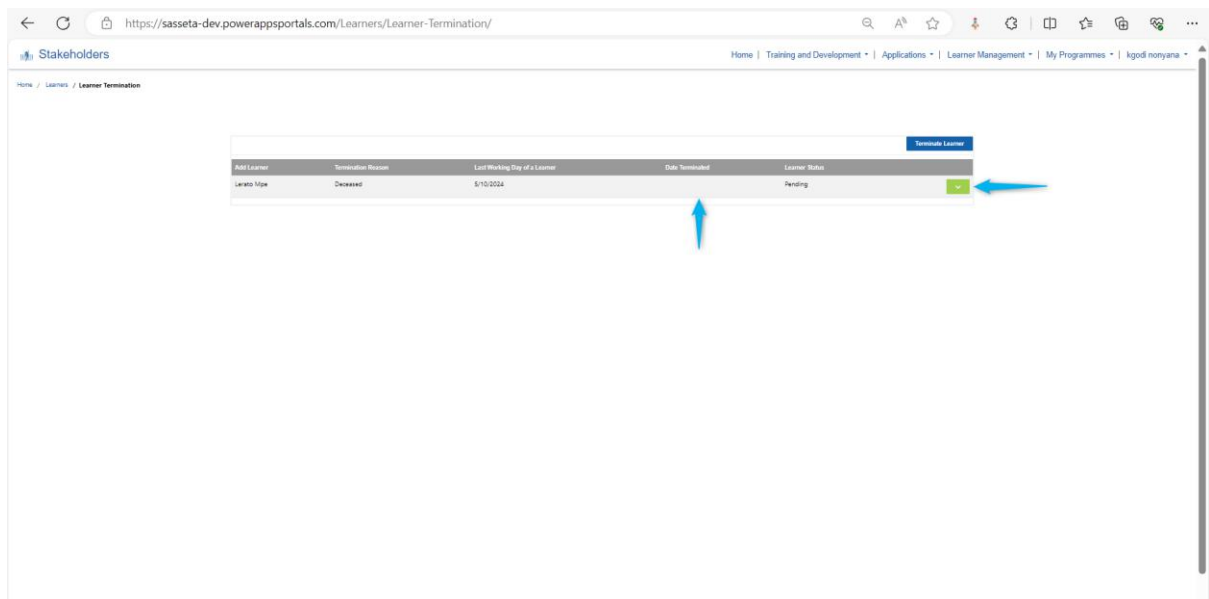 https://sasseta-dev.powerappsportals.com/Learners/Learner-Termination/
Stakeholders
Home | Training and Development | Applications | Learner Management | My Programmes | kgodi nonyana
Home / Learners / Learner Termination
Terminate Learner
Add Learner Termination Reason Last Working Day of a Learner Date Terminated Learner Status
Lerato Mpe Deceased 5/10/2024 Pending